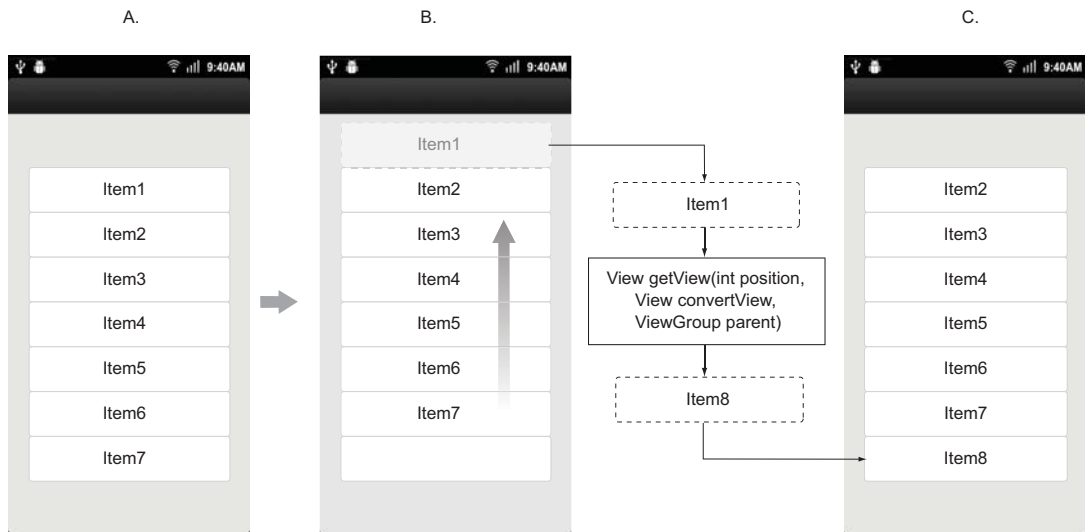 A.
B.
C.
9:40AM
Item1
Item2
Item3
Item4
Item5
Item6
Item7
9:40AM
Item1
Item2
Item3
Item4
Item5
Item6
Item7
Item1
View getView(int position,
View convertView,
ViewGroup parent)
Item8
9:40AM
Item2
Item3
Item4
Item5
Item6
Item7
Item8